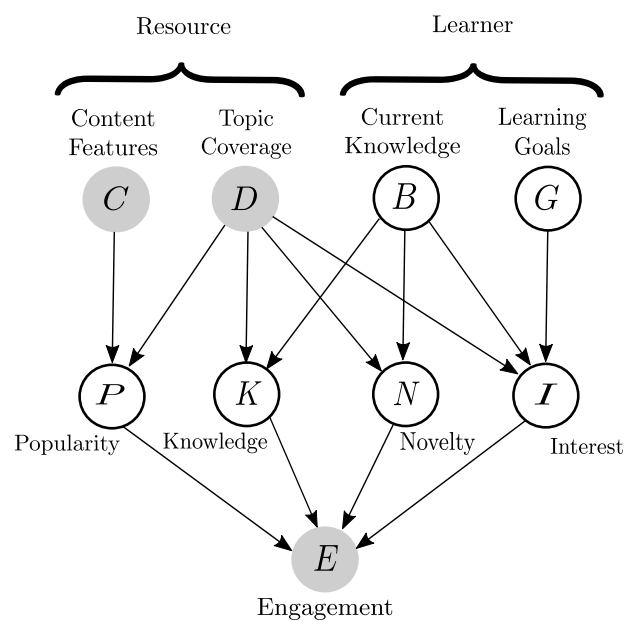 Resource
Learner
Content
Features
Topic
Coverage
Current
Knowledge
Learning
Goals
C
D
B
G
P
K
N
I
Popularity
Knowledge
Novelty
Interest
E
Engagement